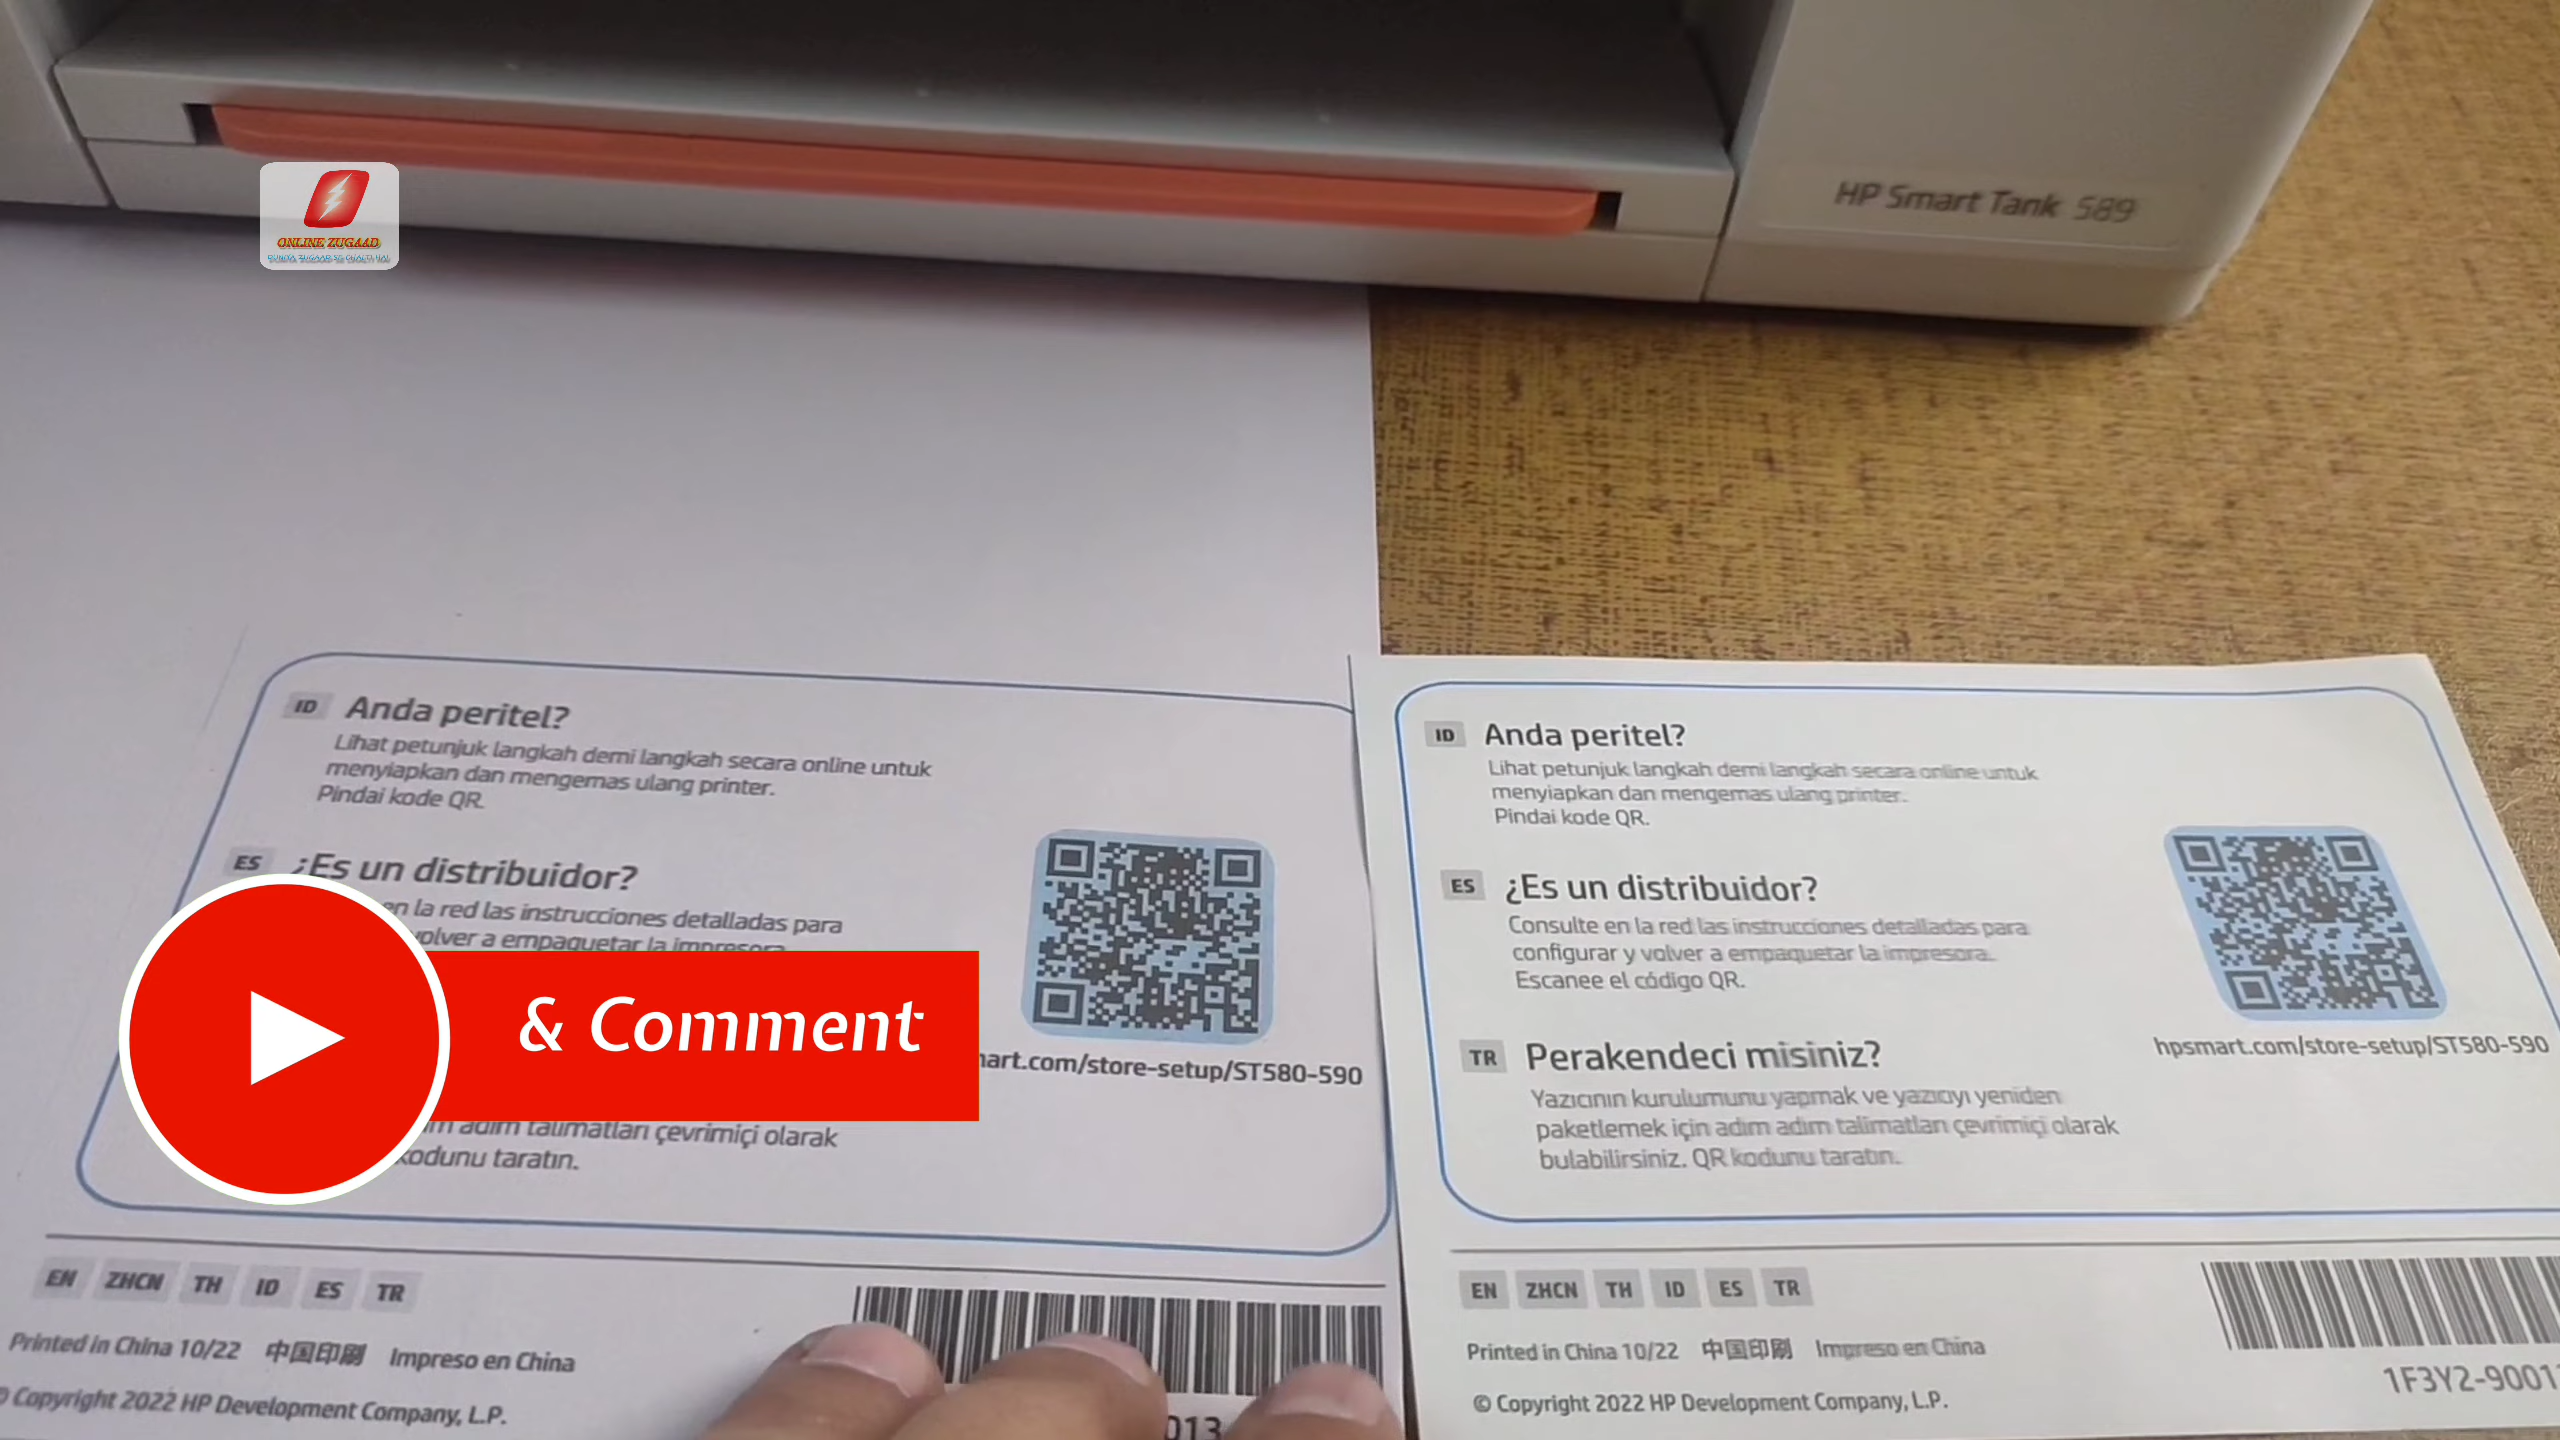 ONLINE ZUGAAD
HP Smart Tank 589
ID Anda peritel?
Lihat petunjuk langkah demi langkah secara online untuk
menyiapkan dan mengemas ulang printer.
Pindai kode QR.
ES ¿Es un distribuidor?
en la red las instrucciones detalladas para
volver a empaquetar la impresora
& Comment
mart.com/store-setup/ST580-590
adım talimatları çevrimiçi olarak
kodunu taratın.
EN ZHCN TH ID ES TR
Printed in China 10/22 中国印刷 Impreso en China
© Copyright 2022 HP Development Company, L.P.
013
ID Anda peritel?
Lihat petunjuk langkah demi langkah secara online untuk
menyiapkan dan mengemas ulang printer.
Pindai kode QR.
ES ¿Es un distribuidor?
Consulte en la red las instrucciones detalladas para
configurar y volver a empaquetar la impresora.
Escanee el código QR.
hpsmart.com/store-setup/ST580-590
TR Perakendeci misiniz?
Yazıcının kurulumunu yapmak ve yazıcıyı yeniden
paketlemek için adım adım talimatları çevrimiçi olarak
bulabilirsiniz. QR kodunu taratın.
EN ZHCN TH ID ES TR
Printed in China 10/22 中国印刷 Impreso en China
© Copyright 2022 HP Development Company, L.P.
1F3Y2-9001